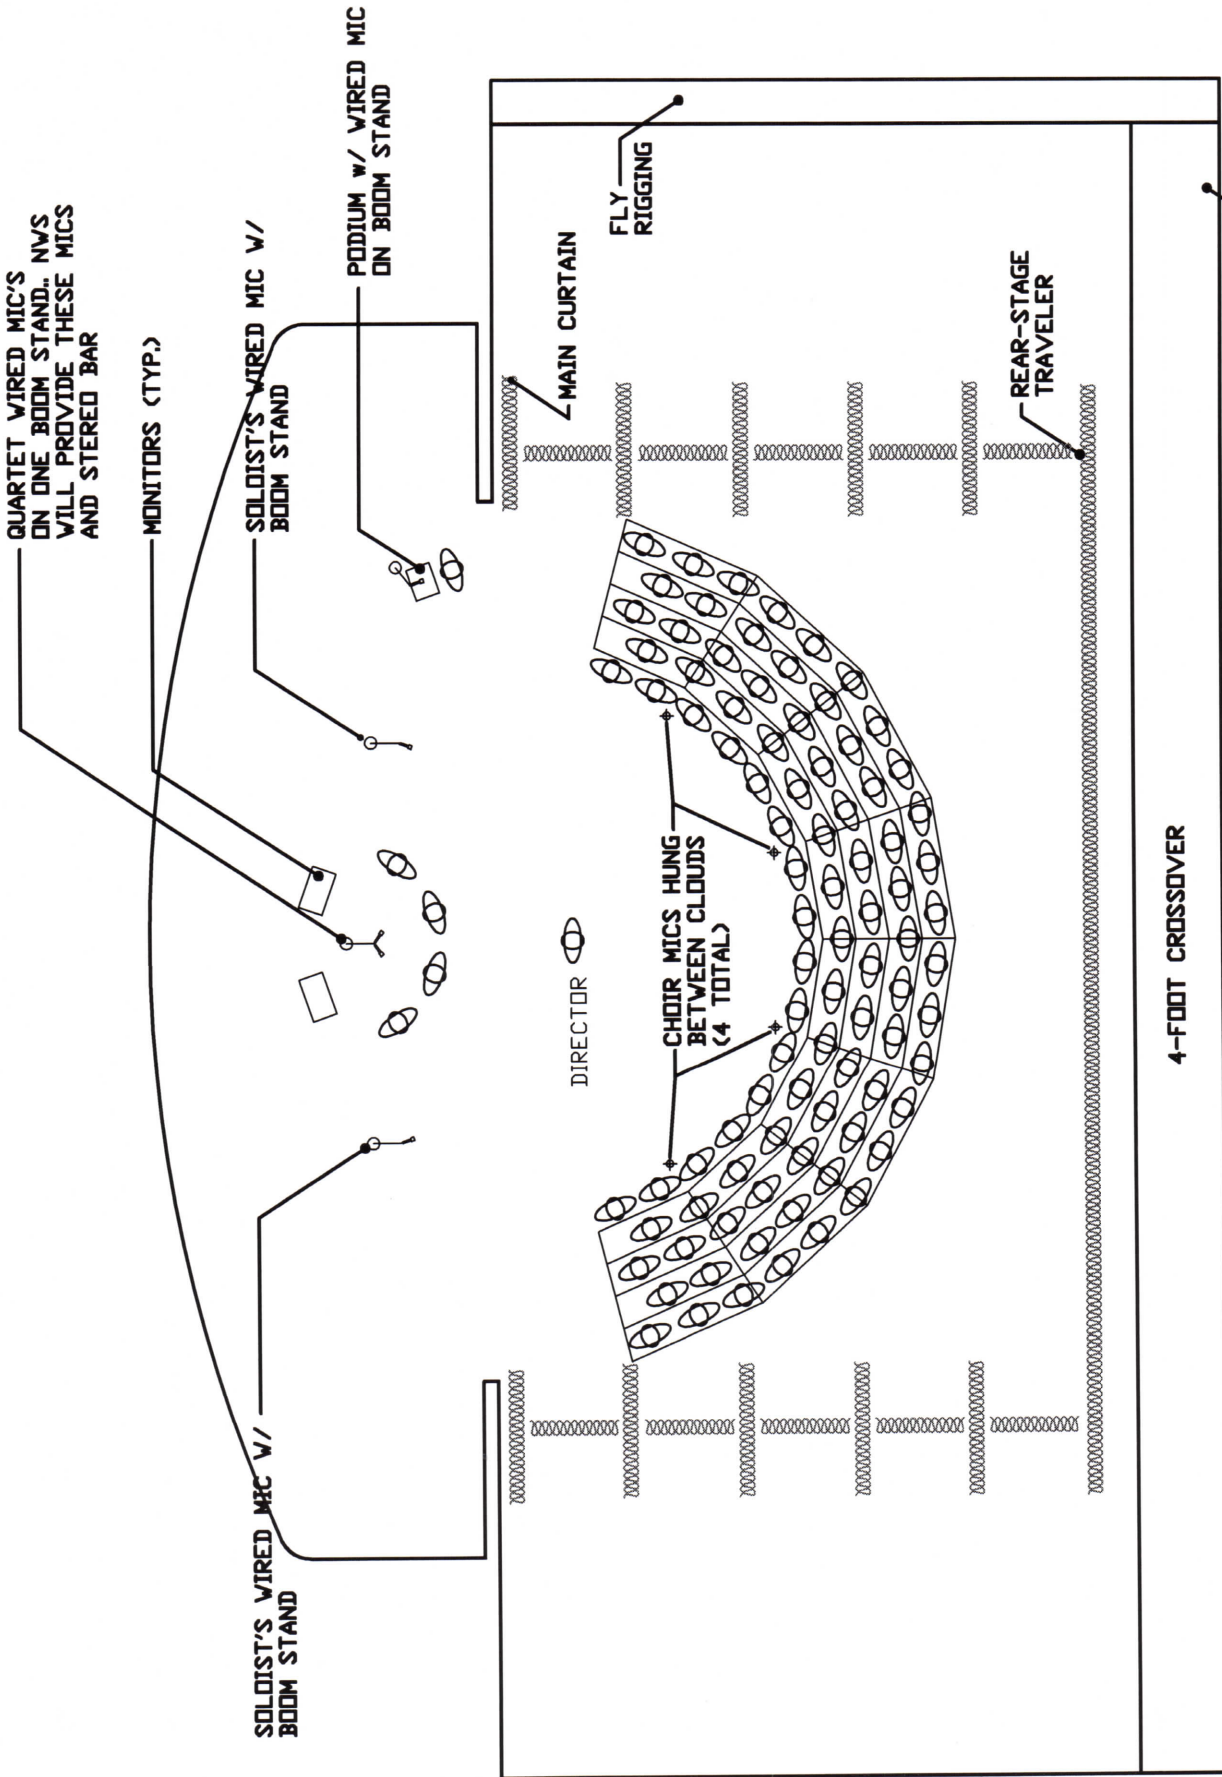 QUARTET WIRED MIC'S
ON ONE BOOM STAND.. NWS
WILL PROVIDE THESE MICS
AND STERED BAR
MONITORS (TYP.)
SOLOIST'S WIRED MIC W/
BOOM STAND
PODIUM w/ WIRED MIC
ON BOOM STAND
SOLOIST'S WIRED MIC W/
BOOM STAND
FLY
RIGGING
MAIN CURTAIN
REAR-STAGE
TRAVELER
DIRECTOR
CHOIR MICS HUNG
BETWEEN CLOUDS
(4 TOTAL)
4-FOOT CROSSOVER